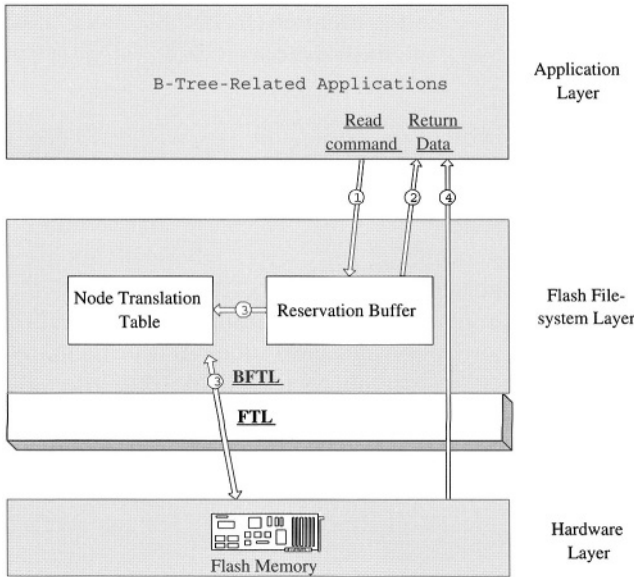 B-Tree-Related Applications
Read
command
Return
Data
Application
Layer
1
2
4
Node Translation
Table
3
Reservation Buffer
Flash File-
system Layer
3
BFTL
FTL
Flash Memory
Hardware
Layer